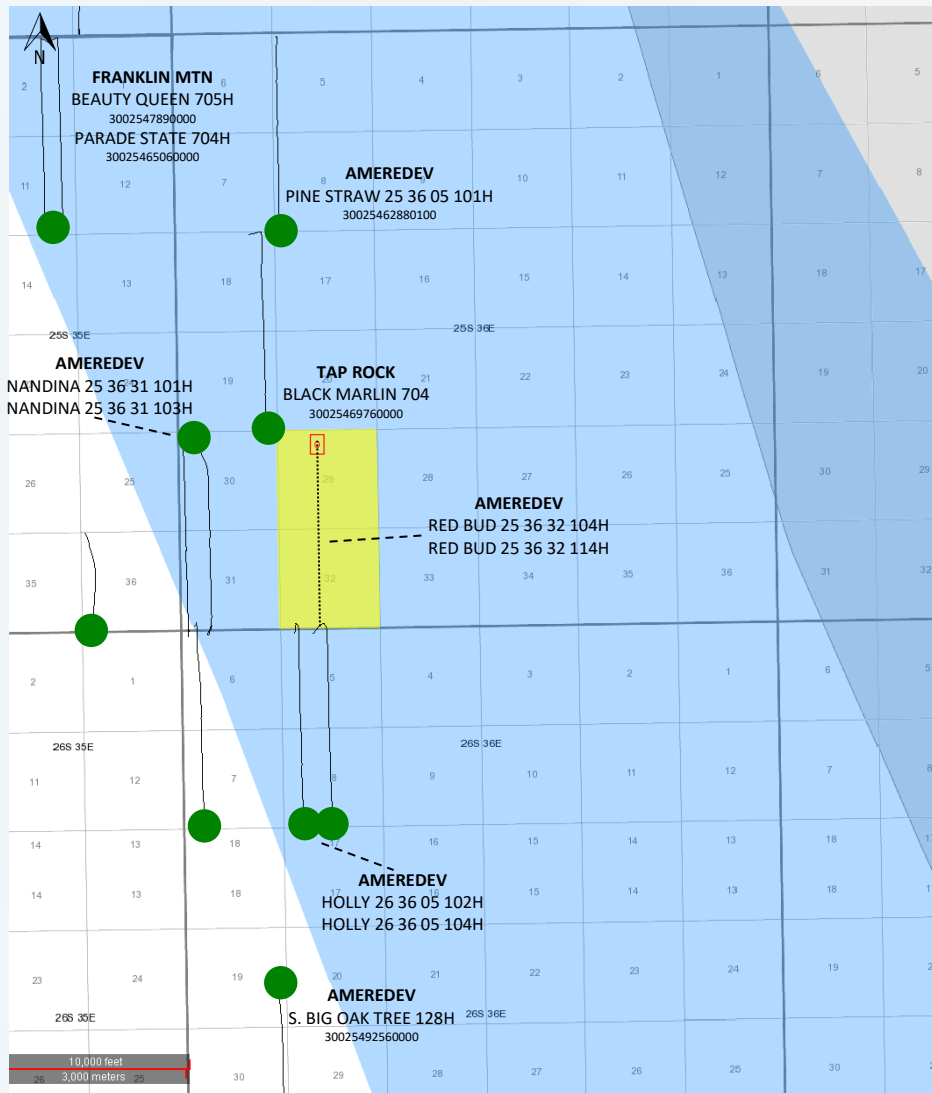 N
FRANKLIN MTN
BEAUTY QUEEN 705H
3002547890000
PARADE STATE 704H
30025465060000
AMEREDEV
PINE STRAW 25 36 05 101H
30025462880100
25S 35E
25S 36E
AMEREDEV
NANDINA 25 36 31 101H
NANDINA 25 36 31 103H
TAP ROCK
BLACK MARLIN 704
30025469760000
AMEREDEV
RED BUD 25 36 32 104H
RED BUD 25 36 32 114H
26S 35E
26S 36E
AMEREDEV
HOLLY 26 36 05 102H
HOLLY 26 36 05 104H
AMEREDEV
S. BIG OAK TREE 128H
30025492560000
26S 35E
26S 36E
10,000 feet
3,000 meters
2 6 5 4 3 2 1 6 5
11 12 7 8 9 10 11 12 7 8
14 13 18 17 16 15 14 13 18 17
24 19 20 21 22 23 24 19 20
26 25 30 29 28 27 26 25 30 29
35 36 31 32 33 34 35 36 31 32
2 1 6 5 4 3 2 1 6 5
11 12 7 8 9 10 11 12 7 8
14 13 18 17 16 15 14 13 18 17
14 13 18 17 16 15 14 13 18
23 24 19 20 21 22 23 24 19
26 25 30 29 28 27 26 25 30